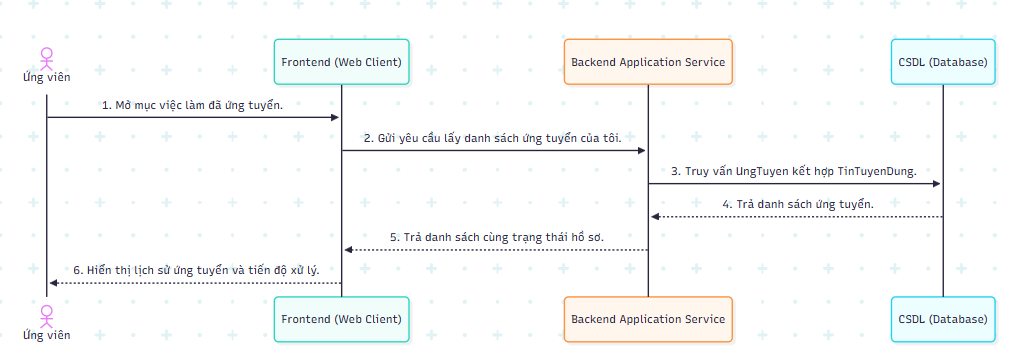 Frontend (Web Client)
Backend Application Service
CSDL (Database)
Ứng viên
1. Mở mục việc làm đã ứng tuyển.
2. Gửi yêu cầu lấy danh sách ứng tuyển của tôi.
3. Truy vấn UngTuyen kết hợp TinTuyenDung.
4. Trả danh sách ứng tuyển.
5. Trả danh sách cùng trạng thái hồ sơ.
6. Hiển thị lịch sử ứng tuyển và tiến độ xử lý.
Frontend (Web Client)
Backend Application Service
CSDL (Database)
Ứng viên